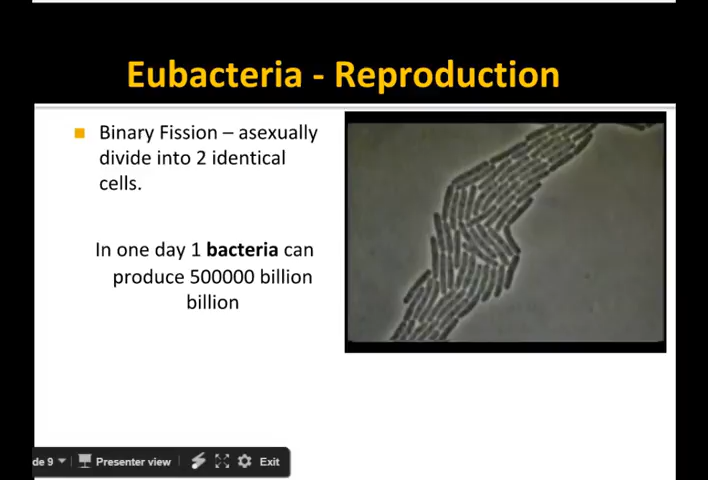 Eubacteria - Reproduction
Binary Fission – asexually
divide into 2 identical
cells.
In one day 1 bacteria can
produce 500000 billion
billion
de 9
Presenter view
Exit